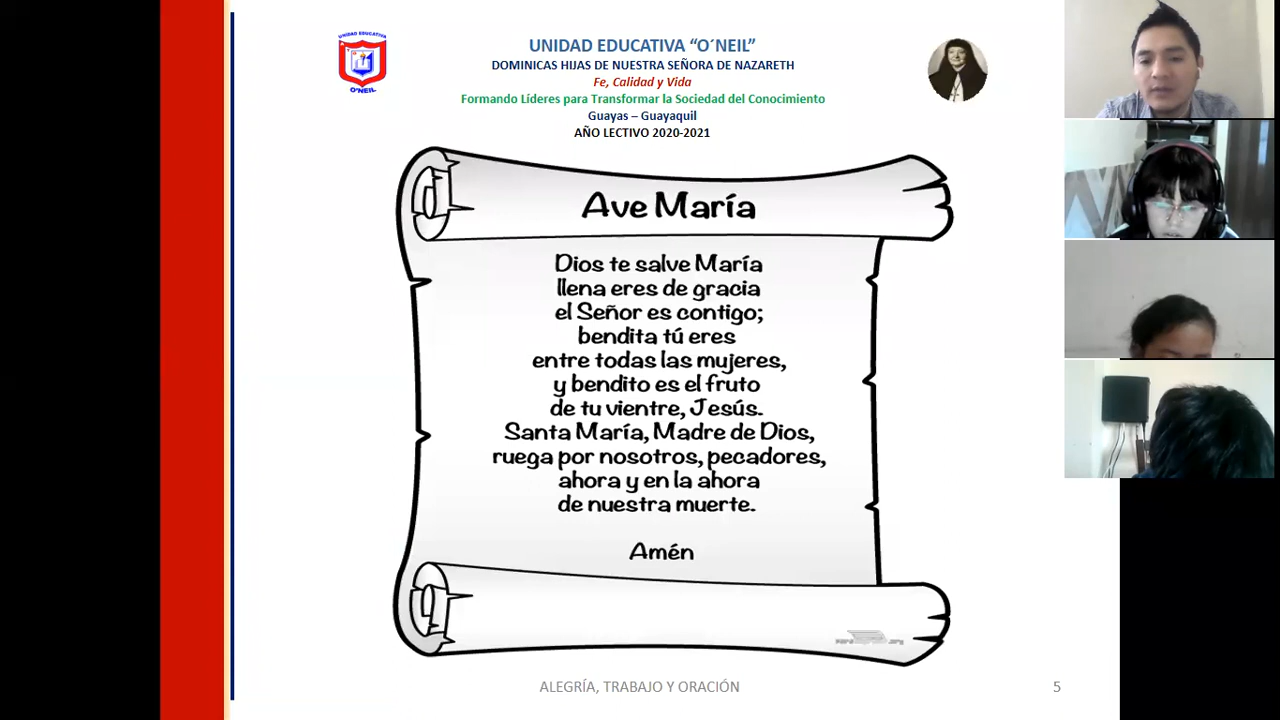 UNIDAD EDUCATIVA
O'NEIL
UNIDAD EDUCATIVA “O´NEIL”
DOMINICAS HIJAS DE NUESTRA SEÑORA DE NAZARETH
Fe, Calidad y Vida
Formando Líderes para Transformar la Sociedad del Conocimiento
Guayas – Guayaquil
AÑO LECTIVO 2020-2021
Ave María
Dios te salve María
llena eres de gracia
el Señor es contigo;
bendita tú eres
entre todas las mujeres,
y bendito es el fruto
de tu vientre, Jesús.
Santa María, Madre de Dios,
ruega por nosotros, pecadores,
ahora y en la ahora
de nuestra muerte.
Amén
ALEGRÍA, TRABAJO Y ORACIÓN
5